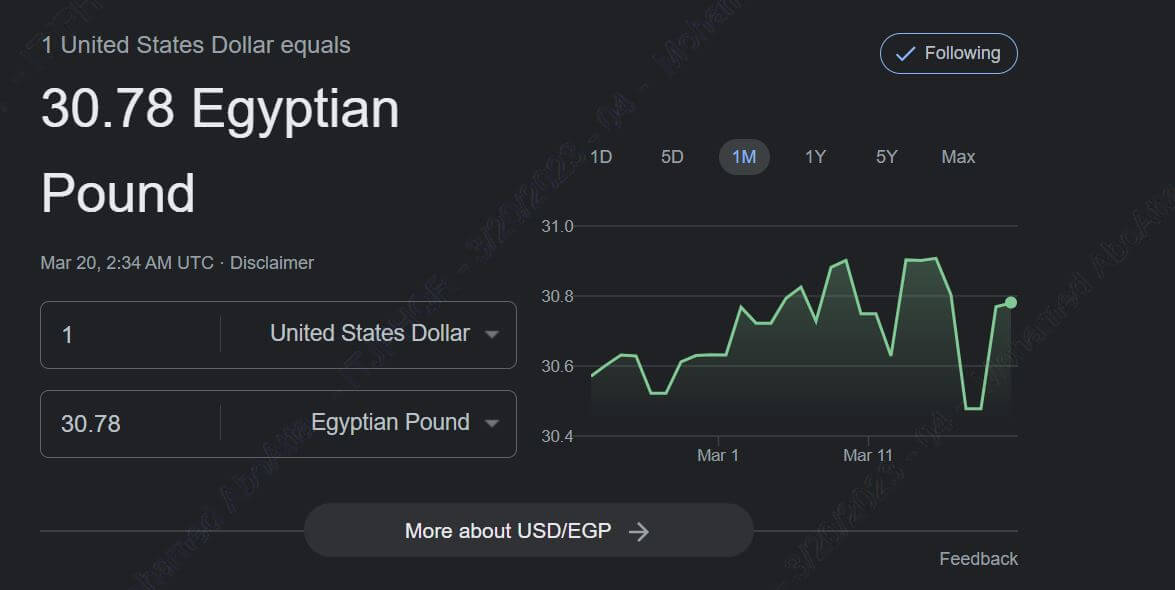 1 United States Dollar equals
30.78 Egyptian
Pound
Mar 20, 2:34 AM UTC · Disclaimer
1
United States Dollar
30.78
Egyptian Pound
Following
1D 5D 1M 1Y 5Y Max
31.0
30.8
30.6
30.4
Mar 1 Mar 11
More about USD/EGP
Feedback